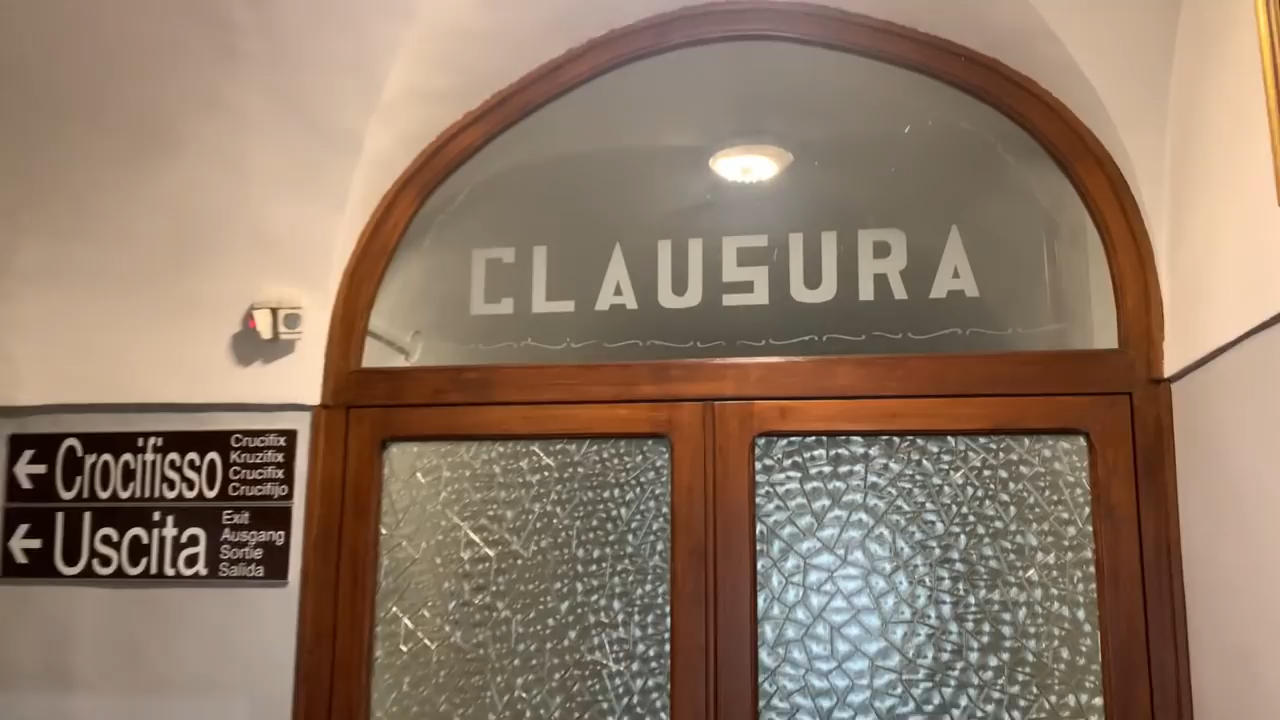 CLAUSURA
Crocifisso
Crucifix
Kruzifix
Crucifix
Crucifijo
Uscita
Exit
Ausgang
Sortie
Salida